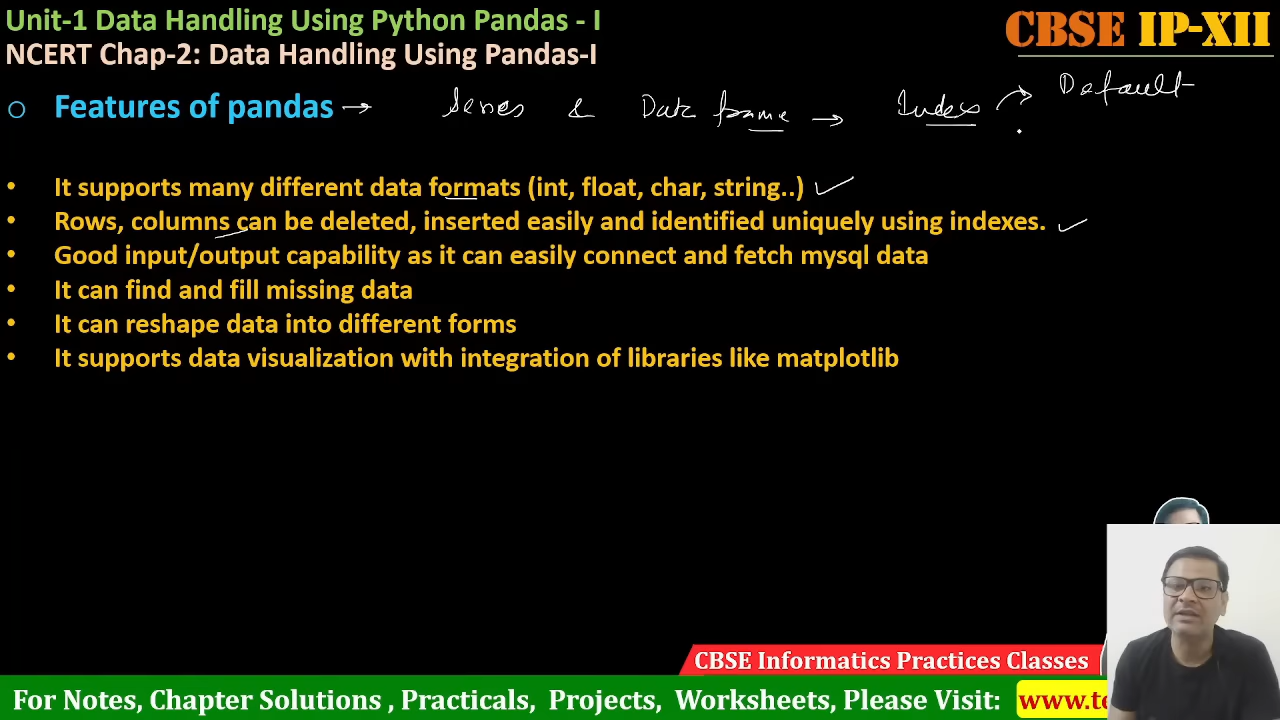 Unit-1 Data Handling Using Python Pandas - I
CBSE IP-XII
NCERT Chap-2: Data Handling Using Pandas-I
o Features of pandas → Series & Data frame → Index → Default
• It supports many different data formats (int, float, char, string..)
• Rows, columns can be deleted, inserted easily and identified uniquely using indexes.
• Good input/output capability as it can easily connect and fetch mysql data
• It can find and fill missing data
• It can reshape data into different forms
• It supports data visualization with integration of libraries like matplotlib
CBSE Informatics Practices Classes
For Notes, Chapter Solutions , Practicals, Projects, Worksheets, Please Visit: